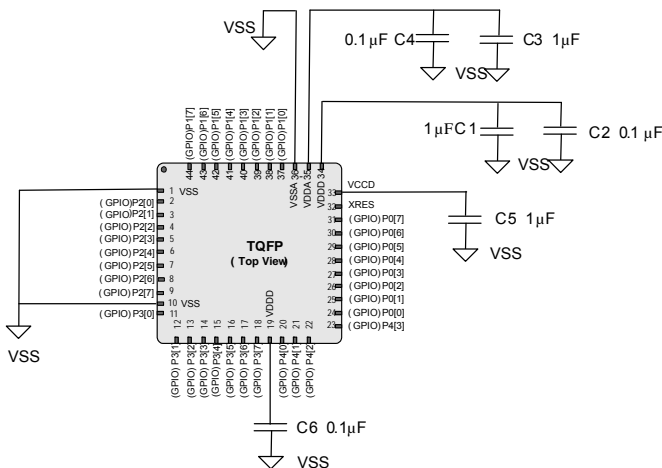 VSS
0.1 µF C4
C3 1µF
VSS
1µFC1
C2 0.1 µF
VSS
44 (GPIO)P1[7]
43 (GPIO)P1[6]
42 (GPIO)P1[5]
41 (GPIO)P1[4]
40 (GPIO)P1[3]
39 (GPIO)P1[2]
38 (GPIO)P1[1]
37 (GPIO)P1[0]
VSSA 36
VDDA 35
VDDD 34
1 VSS
(GPIO)P2[0] 2
(GPIO)P2[1] 3
(GPIO)P2[2] 4
(GPIO)P2[3] 5
(GPIO)P2[4] 6
(GPIO)P2[5] 7
(GPIO)P2[6] 8
(GPIO)P2[7] 9
10 VSS
(GPIO)P3[0] 11
VSS
TQFP
( Top View)
33 VCCD
32 XRES
31 (GPIO)P0[7]
30 (GPIO)P0[6]
29 (GPIO)P0[5]
28 (GPIO)P0[4]
27 (GPIO)P0[3]
26 (GPIO)P0[2]
25 (GPIO)P0[1]
24 (GPIO)P0[0]
23 (GPIO)P4[3]
C5 1µF
VSS
12 (GPIO) P3[1]
13 (GPIO) P3[2]
14 (GPIO) P3[3]
15 (GPIO) P3[4]
16 (GPIO) P3[5]
17 (GPIO) P3[6]
18 (GPIO) P3[7]
19 VDDD
20 (GPIO) P4[0]
21 (GPIO) P4[1]
22 (GPIO) P4[2]
C6 0.1µF
VSS